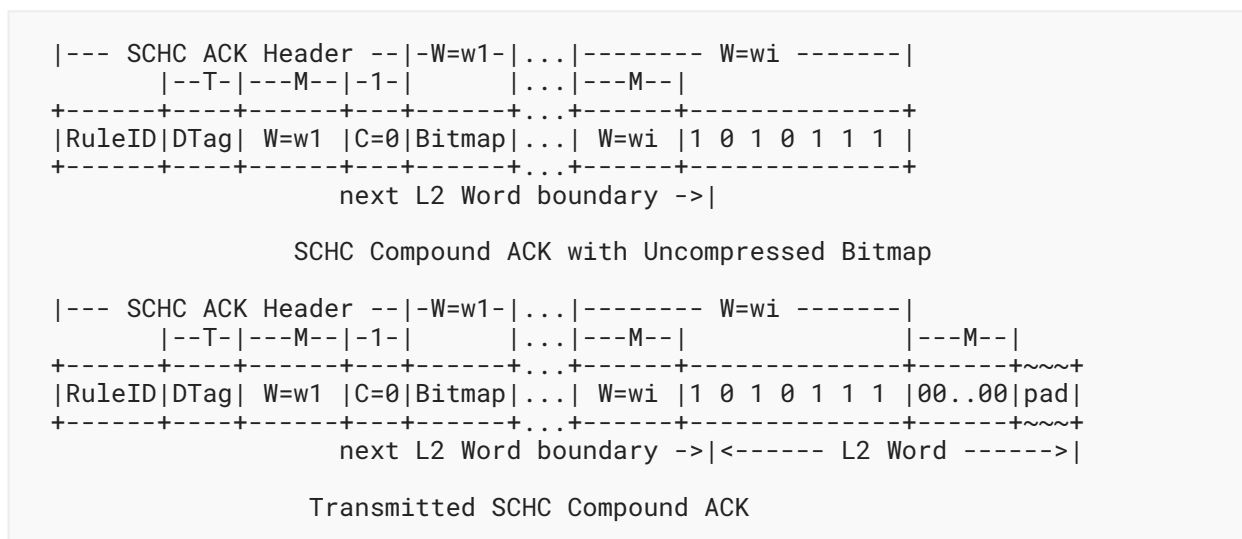 |--- SCHC ACK Header --|-W=w1-|...|-------- W=wi -------|
       |--T-|---M--|-1-|      |...|---M--|
+------+----+------+---+------+...+------+--------------+
|RuleID|DTag| W=w1 |C=0|Bitmap|...| W=wi |1 0 1 0 1 1 1 |
+------+----+------+---+------+...+------+--------------+
                   next L2 Word boundary ->|
SCHC Compound ACK with Uncompressed Bitmap
|--- SCHC ACK Header --|-W=w1-|...|-------- W=wi -------|
       |--T-|---M--|-1-|      |...|---M--|              |---M--|
+------+----+------+---+------+...+------+--------------+------+~~~+
|RuleID|DTag| W=w1 |C=0|Bitmap|...| W=wi |1 0 1 0 1 1 1 |00..00|pad|
+------+----+------+---+------+...+------+--------------+------+~~~+
                   next L2 Word boundary ->|<------ L2 Word ------>|
Transmitted SCHC Compound ACK